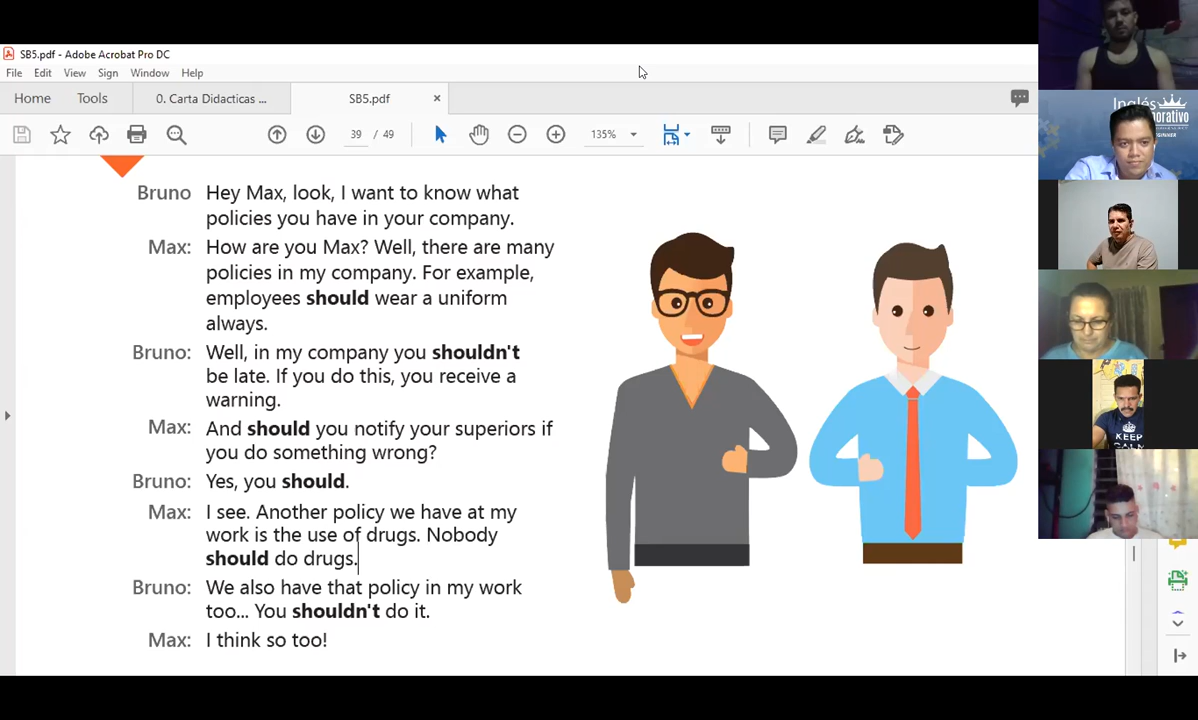 SB5.pdf - Adobe Acrobat Pro DC
File Edit View Sign Window Help
Home Tools 0. Carta Didacticas ... SB5.pdf ×
39 / 49 135%
Bruno Hey Max, look, I want to know what
policies you have in your company.
Max: How are you Max? Well, there are many
policies in my company. For example,
employees should wear a uniform
always.
Bruno: Well, in my company you shouldn't
be late. If you do this, you receive a
warning.
Max: And should you notify your superiors if
you do something wrong?
Bruno: Yes, you should.
Max: I see. Another policy we have at my
work is the use of drugs. Nobody
should do drugs.
Bruno: We also have that policy in my work
too... You shouldn't do it.
Max: I think so too!
Inglés
KEEP